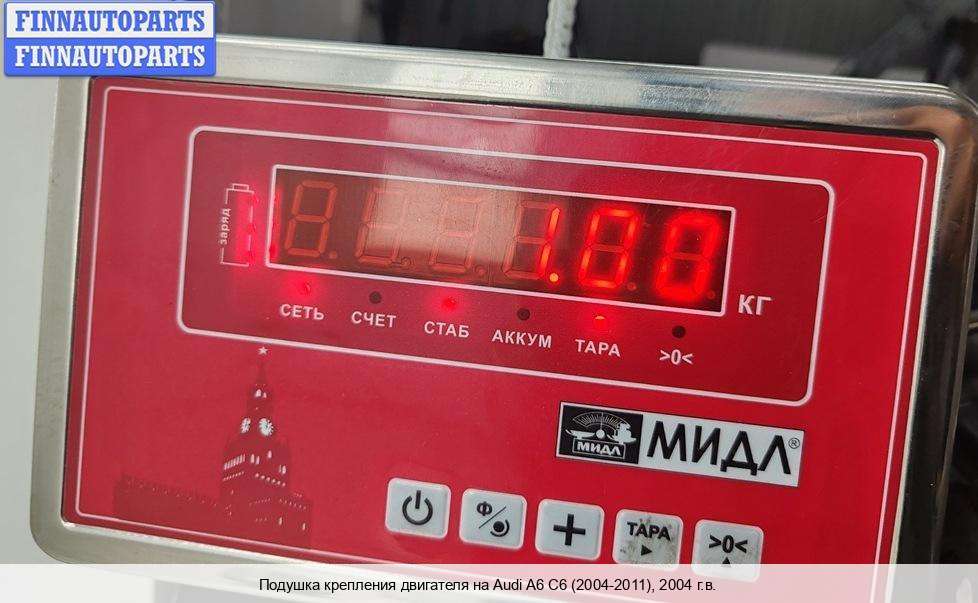 FINNAUTOPARTS
FINNAUTOPARTS
заряд
1.00
КГ
СЕТЬ СЧЕТ СТАБ АККУМ ТАРА >0<
МИДЛ МИДЛ®
Ф ТАРА >0<
Подушка крепления двигателя на Audi A6 C6 (2004-2011), 2004 г.в.